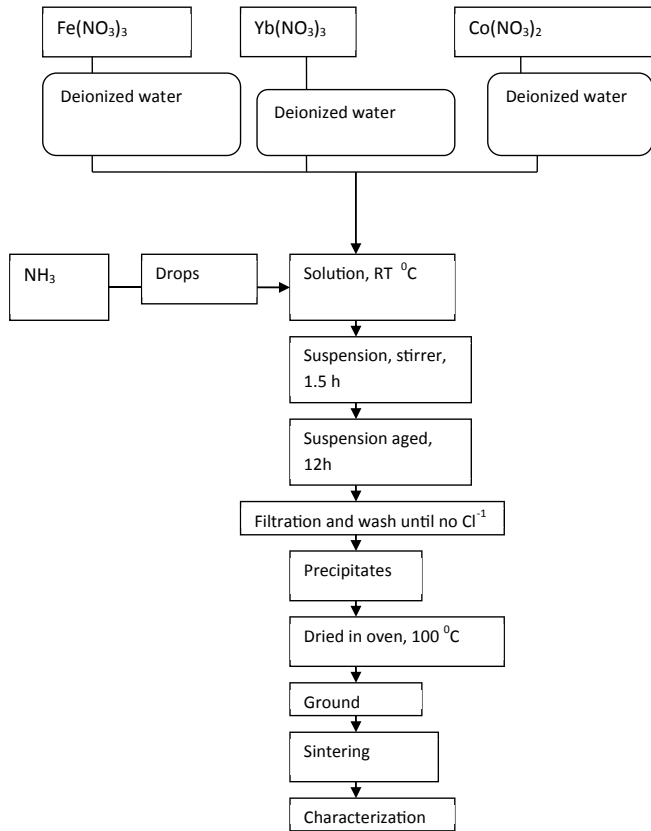 Fe(NO₃)₃
Yb(NO₃)₃
Co(NO₃)₂
Deionized water
Deionized water
Deionized water
NH₃
Drops
Solution, RT ⁰C
Suspension, stirrer,
1.5 h
Suspension aged,
12h
Filtration and wash until no Cl⁻¹
Precipitates
Dried in oven, 100 ⁰C
Ground
Sintering
Characterization